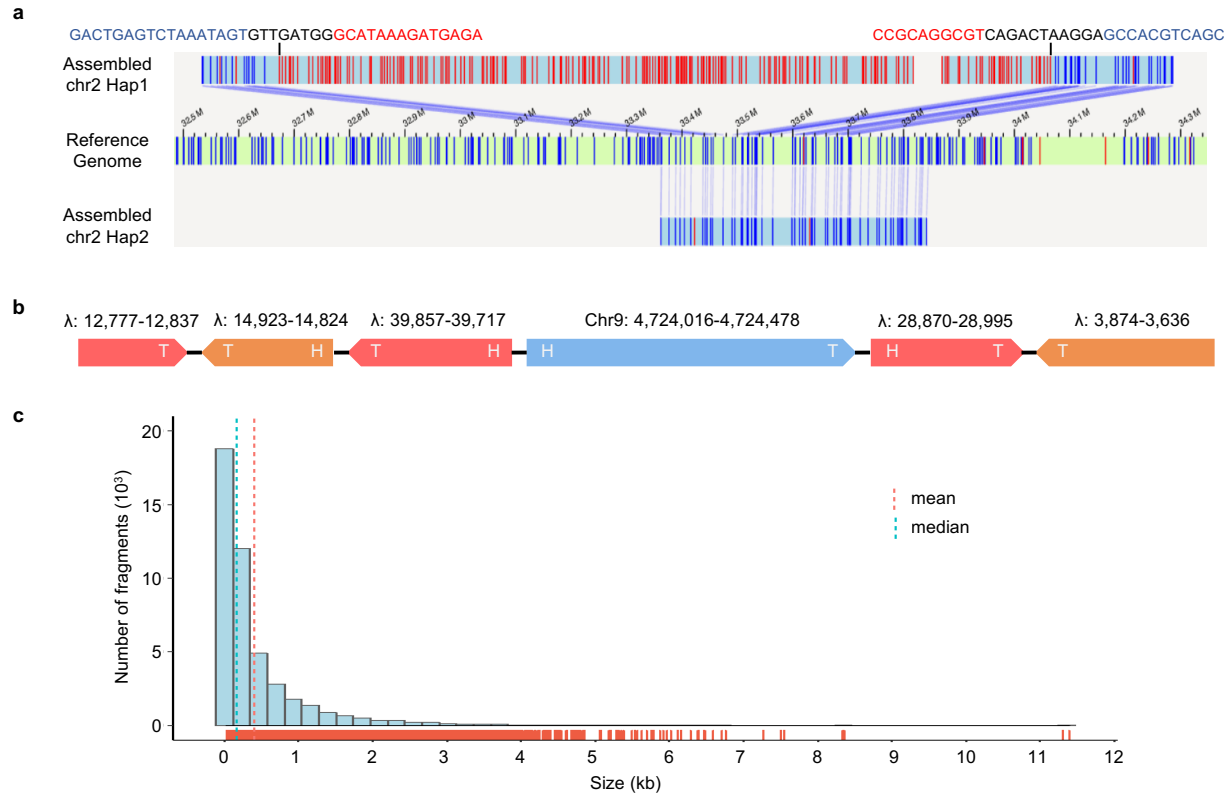 a
GACTGAGTCTAAATAGTGTTGATGGGCATAAAGATGAGA
CCGCAGGCGTCAGACTAAGGAGCCACGTCAGC
Assembled
chr2 Hap1
32.5 M 32.6 M 32.7 M 32.8 M 32.9 M 33 M 33.1 M 33.2 M 33.3 M 33.4 M 33.5 M 33.6 M 33.7 M 33.8 M 33.9 M 34 M 34.1 M 34.2 M 34.3 M
Reference
Genome
Assembled
chr2 Hap2
b
λ: 12,777-12,837 λ: 14,923-14,824 λ: 39,857-39,717 Chr9: 4,724,016-4,724,478 λ: 28,870-28,995 λ: 3,874-3,636
T T H T H H T H T T
c
Number of fragments (10³)
20
15
10
5
0
mean
median
0 1 2 3 4 5 6 7 8 9 10 11 12
Size (kb)